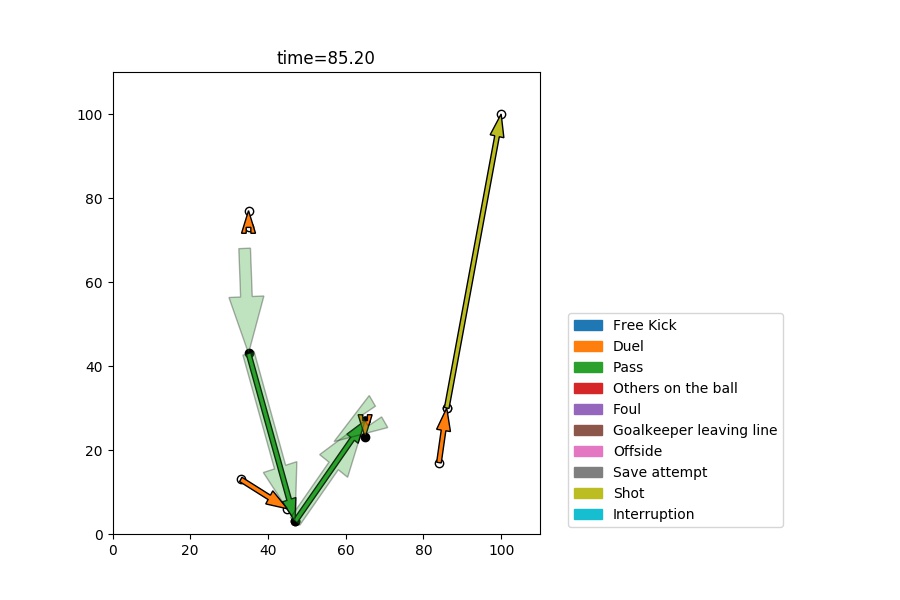 time=85.20
100
80
60
40
20
0
0 20 40 60 80 100
Free Kick
Duel
Pass
Others on the ball
Foul
Goalkeeper leaving line
Offside
Save attempt
Shot
Interruption